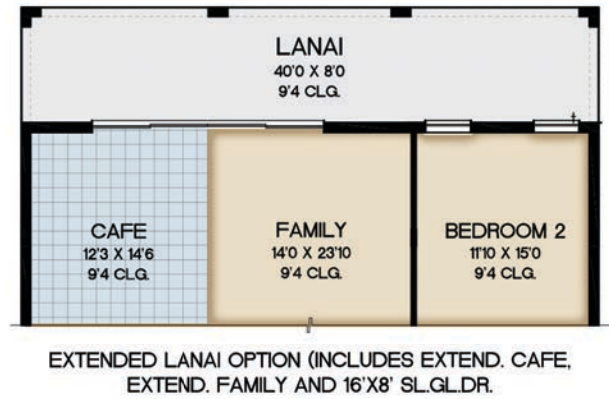 LANAI
40'0 X 8'0
9'4 CLG.
CAFE
12'3 X 14'6
9'4 CLG.
FAMILY
14'0 X 23'10
9'4 CLG.
BEDROOM 2
11'10 X 15'0
9'4 CLG.
EXTENDED LANAI OPTION (INCLUDES EXTEND. CAFE,
EXTEND. FAMILY AND 16'X8' SL.GL.DR.